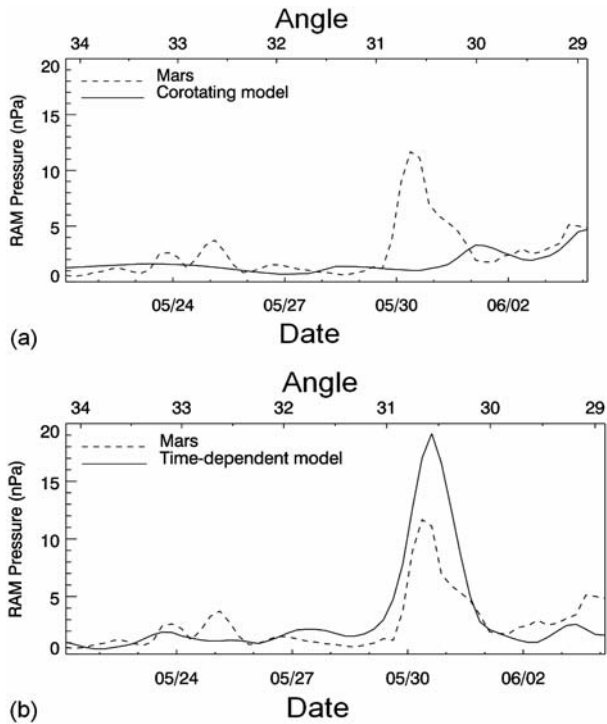 Angle
34 33 32 31 30 29
20
15
10
5
0
RAM Pressure (nPa)
Mars
Corotating model
05/24 05/27 05/30 06/02
(a)
Date
Angle
34 33 32 31 30 29
20
15
10
5
0
RAM Pressure (nPa)
Mars
Time-dependent model
05/24 05/27 05/30 06/02
(b)
Date